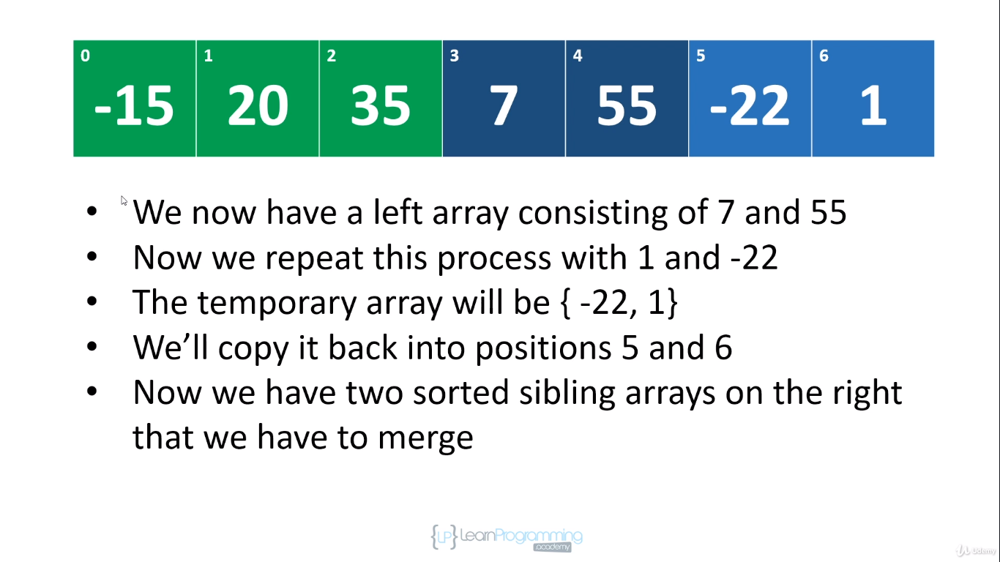 0 1 2 3 4 5 6
-15 20 35 7 55 -22 1
• We now have a left array consisting of 7 and 55
• Now we repeat this process with 1 and -22
• The temporary array will be { -22, 1}
• We’ll copy it back into positions 5 and 6
• Now we have two sorted sibling arrays on the right
that we have to merge
{LP} LearnProgramming
.academy
Udemy